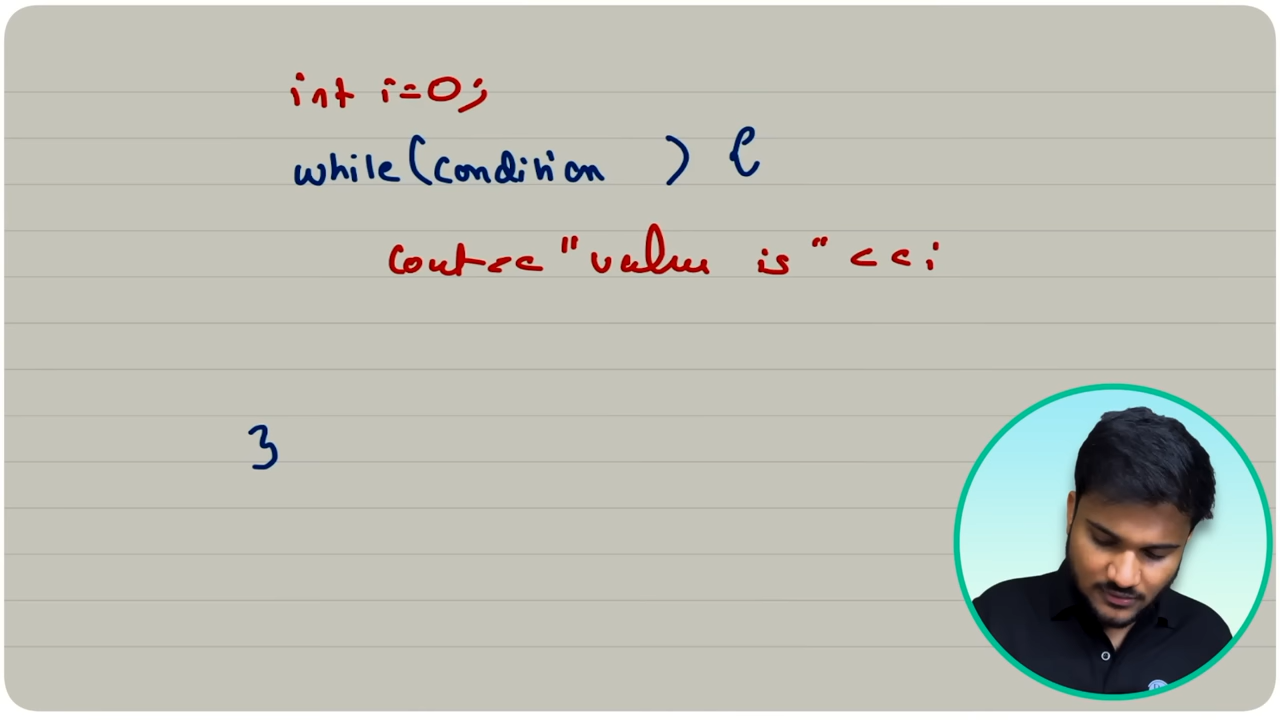 int i=0;
while(condition ) {
cout<< "value is" << i
}